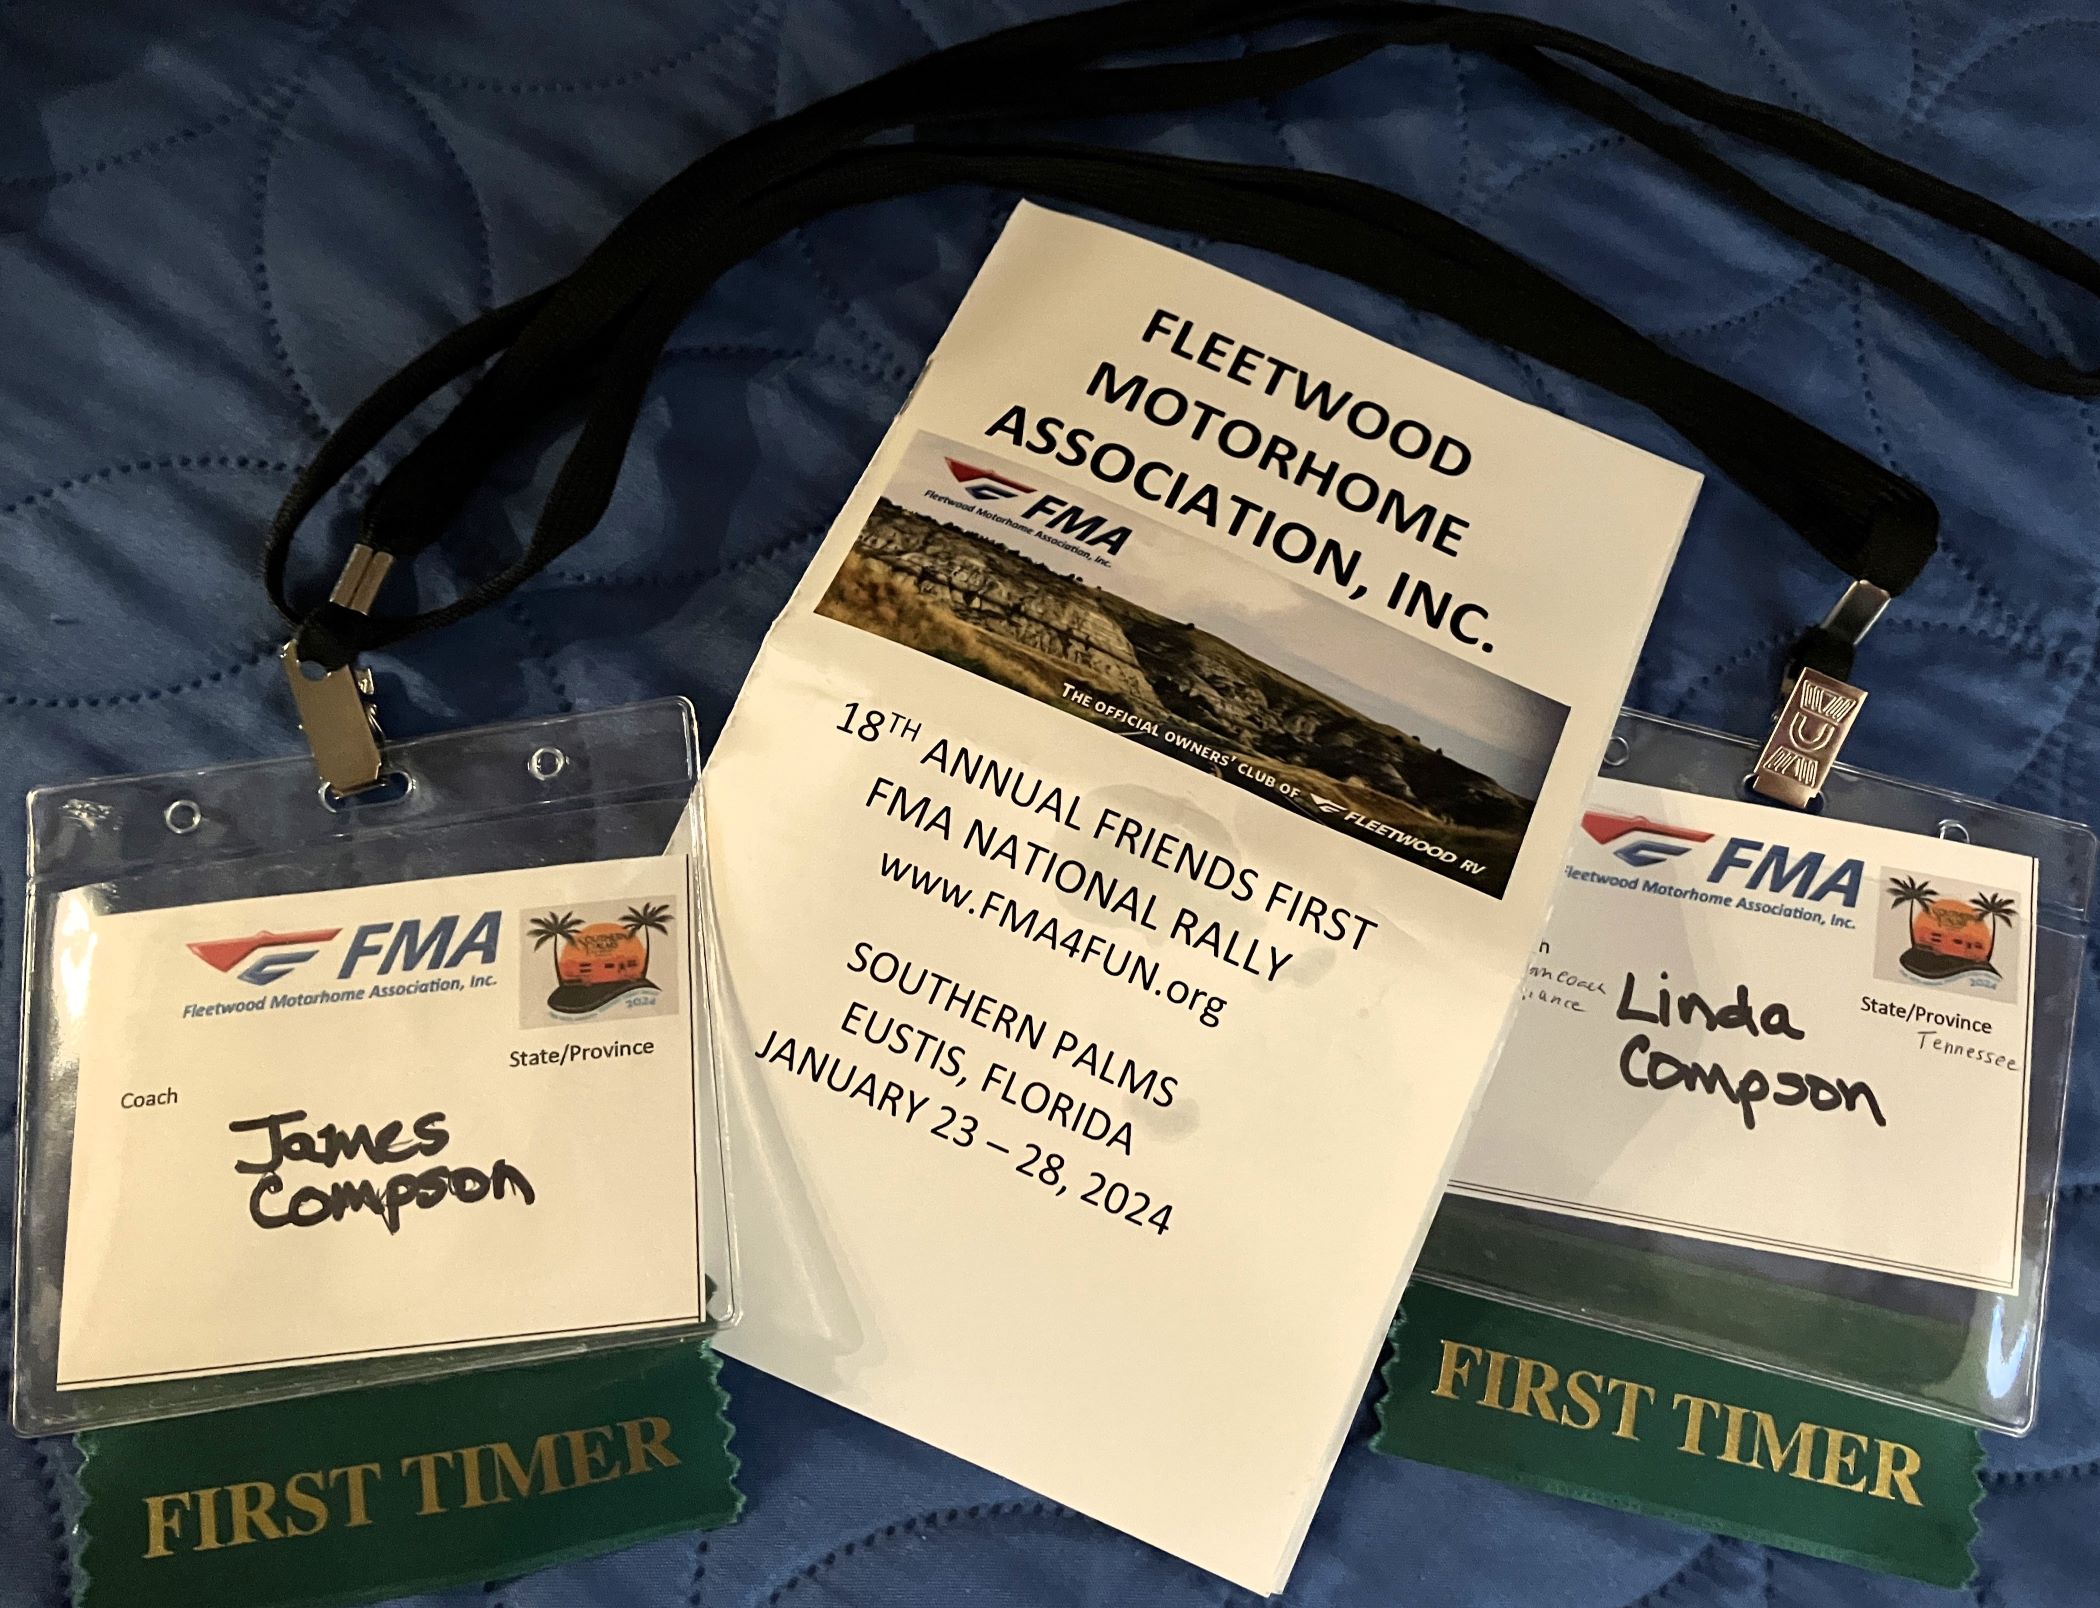 FLEETWOOD
MOTORHOME
ASSOCIATION, INC.
FMA
Fleetwood Motorhome Association, Inc.
THE OFFICIAL OWNERS' CLUB OF FLEETWOOD RV
18TH ANNUAL FRIENDS FIRST
FMA NATIONAL RALLY
www.FMA4FUN.org
SOUTHERN PALMS
EUSTIS, FLORIDA
JANUARY 23 – 28, 2024
FMA
Fleetwood Motorhome Association, Inc.
SOUTHERN
PALMS
2024
State/Province
Coach
James
Compson
FIRST TIMER
FMA
Fleetwood Motorhome Association, Inc.
2024
State/Province
Tennessee
Linda
Compson
FIRST TIMER